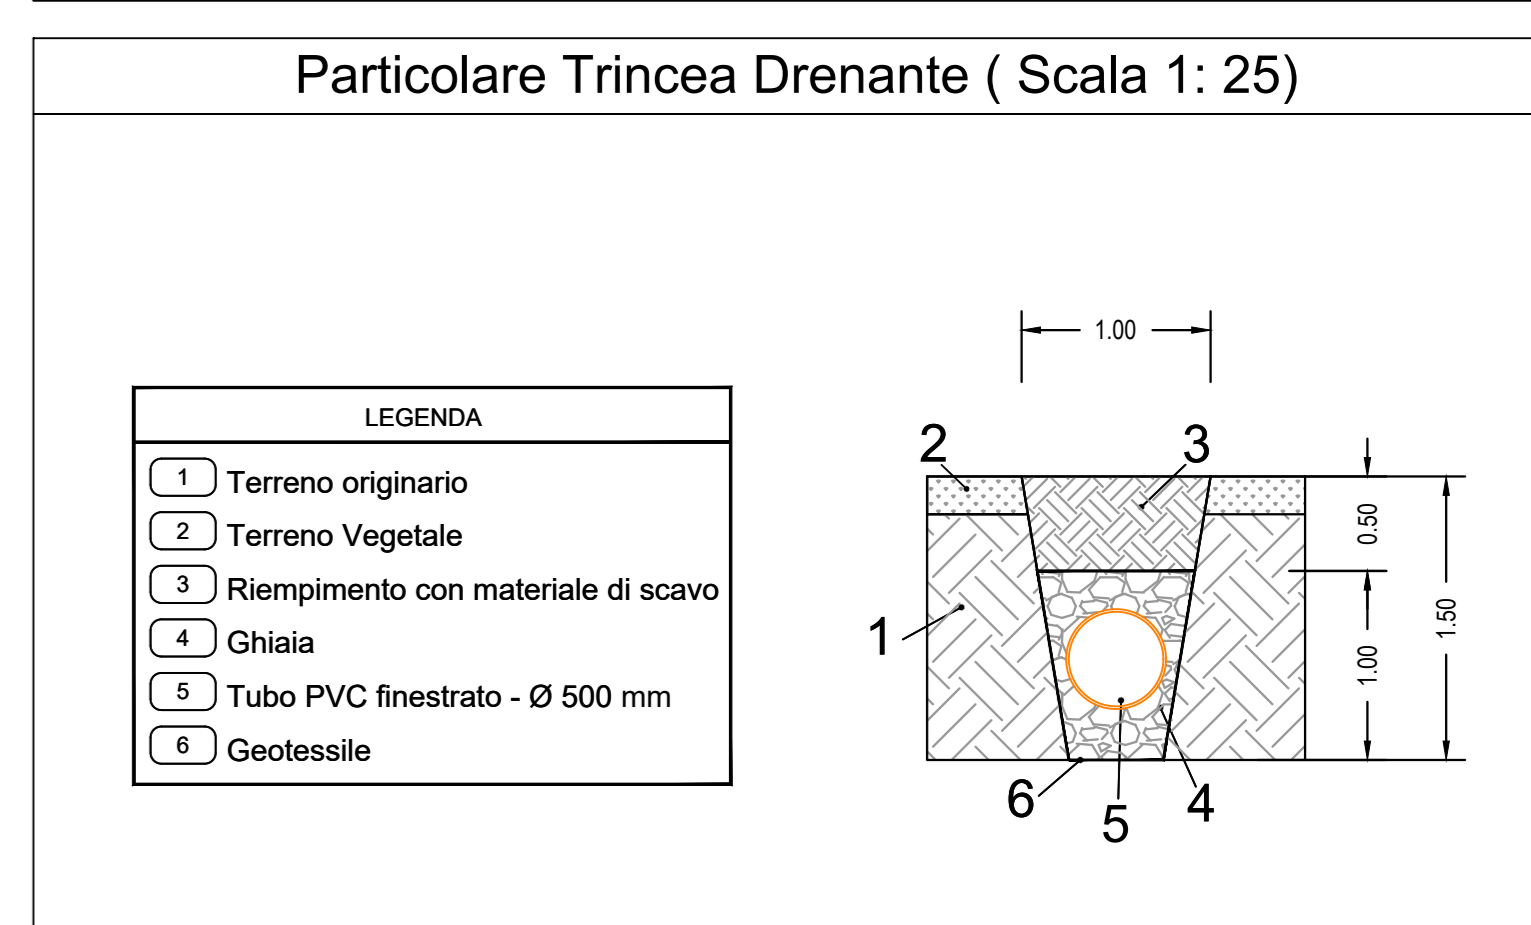 Particolare Trincea Drenante ( Scala 1: 25)
LEGENDA
1 Terreno originario
2 Terreno Vegetale
3 Riempimento con materiale di scavo
4 Ghiaia
5 Tubo PVC finestrato - Ø 500 mm
6 Geotessile
1.00
2
3
0.50
1.50
1
1.00
6
5
4